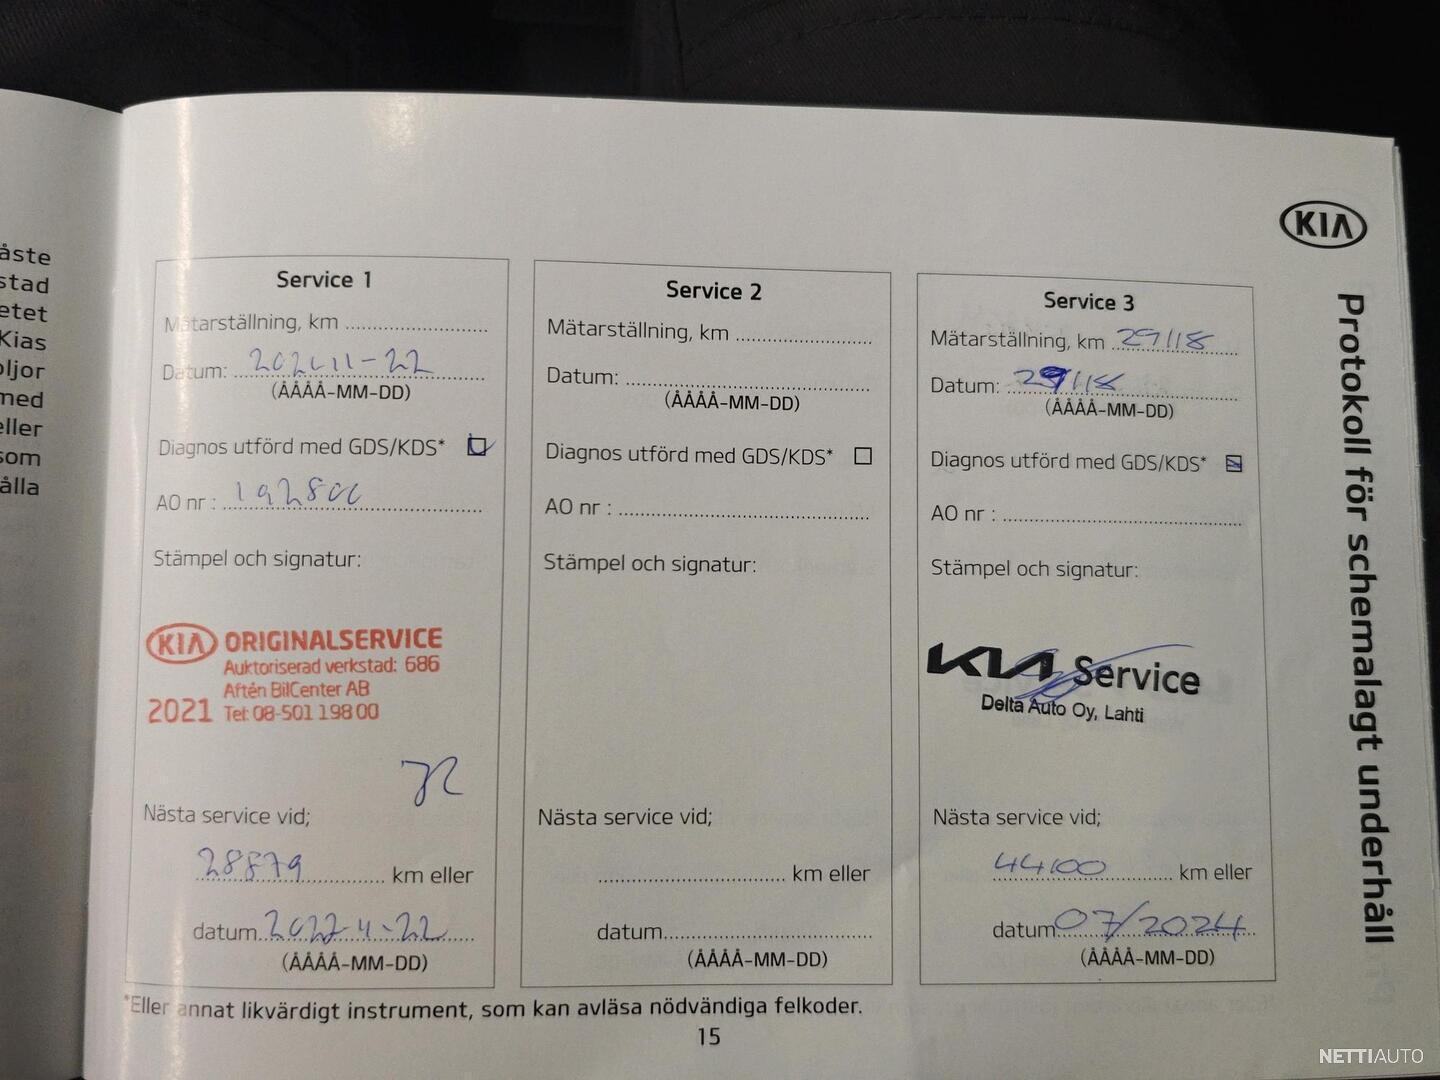 åste
stad
etet
Kias
öljor
med
eller
som
ålla
KIA
Protokoll för schemalagt underhåll
Service 1
Mätarställning, km
Datum: 202111-22
(ÅÅÅÅ-MM-DD)
Diagnos utförd med GDS/KDS*
AO nr : 192800
Stämpel och signatur:
KIA ORIGINALSERVICE
Auktoriserad verkstad: 686
Aftén BilCenter AB
2021 Tel: 08-501 198 00
Nästa service vid;
28879 km eller
datum 2022-11-22
(ÅÅÅÅ-MM-DD)
Service 2
Mätarställning, km
Datum:
(ÅÅÅÅ-MM-DD)
Diagnos utförd med GDS/KDS*
AO nr :
Stämpel och signatur:
Nästa service vid;
km eller
datum
(ÅÅÅÅ-MM-DD)
Service 3
Mätarställning, km 29118
Datum: 29118
(ÅÅÅÅ-MM-DD)
Diagnos utförd med GDS/KDS*
AO nr :
Stämpel och signatur:
KIA Service
Delta Auto Oy, Lahti
Nästa service vid;
44100 km eller
datum 07/2024
(ÅÅÅÅ-MM-DD)
*Eller annat likvärdigt instrument, som kan avläsa nödvändiga felkoder.
15
NETTIAUTO